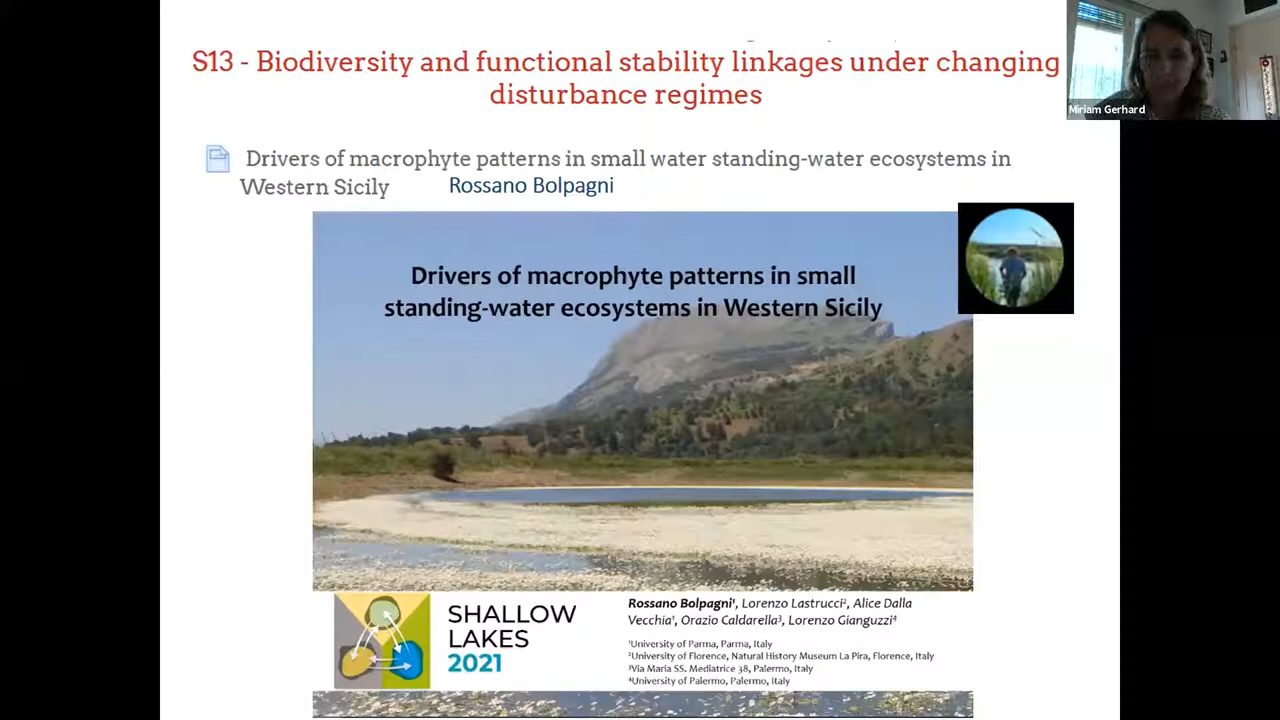 S13 - Biodiversity and functional stability linkages under changing
disturbance regimes
Miriam Gerhard
Drivers of macrophyte patterns in small water standing-water ecosystems in
Western Sicily
Rossano Bolpagni
Drivers of macrophyte patterns in small
standing-water ecosystems in Western Sicily
SHALLOW
LAKES
2021
Rossano Bolpagni¹, Lorenzo Lastrucci², Alice Dalla
Vecchia¹, Orazio Caldarella³, Lorenzo Gianguzzi⁴
¹University of Parma, Parma, Italy
²University of Florence, Natural History Museum La Pira, Florence, Italy
³Via Maria SS. Mediatrice 38, Palermo, Italy
⁴University of Palermo, Palermo, Italy